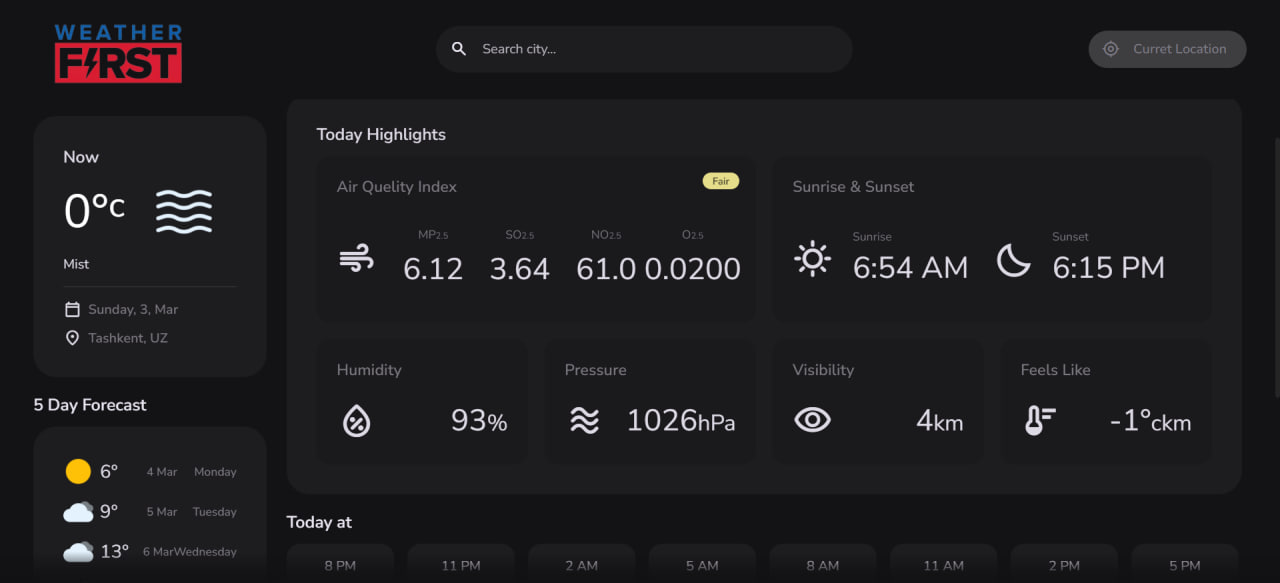 WEATHER
FIRST
Search city...
Curret Location
Now
0°c
Mist
Sunday, 3, Mar
Tashkent, UZ
5 Day Forecast
6° 4 Mar Monday
9° 5 Mar Tuesday
13° 6 MarWednesday
Today Highlights
Air Quelity Index
Fair
MP2.5 SO2.5 NO2.5 O2.5
6.12 3.64 61.0 0.0200
Sunrise & Sunset
Sunrise Sunset
6:54 AM 6:15 PM
Humidity
93%
Pressure
1026hPa
Visibility
4km
Feels Like
-1°ckm
Today at
8 PM 11 PM 2 AM 5 AM 8 AM 11 AM 2 PM 5 PM